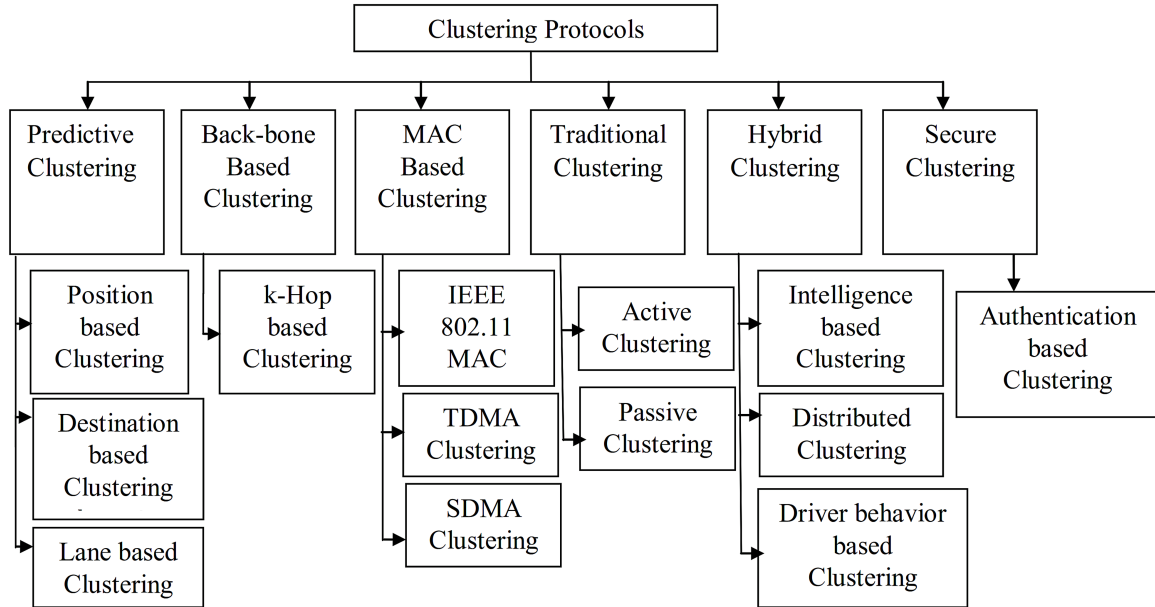 Clustering Protocols
Predictive
Clustering
Back-bone
Based
Clustering
MAC
Based
Clustering
Traditional
Clustering
Hybrid
Clustering
Secure
Clustering
Position
based
Clustering
Destination
based
Clustering
Lane based
Clustering
k-Hop
based
Clustering
IEEE
802.11
MAC
TDMA
Clustering
SDMA
Clustering
Active
Clustering
Passive
Clustering
Intelligence
based
Clustering
Distributed
Clustering
Driver behavior
based
Clustering
Authentication
based
Clustering